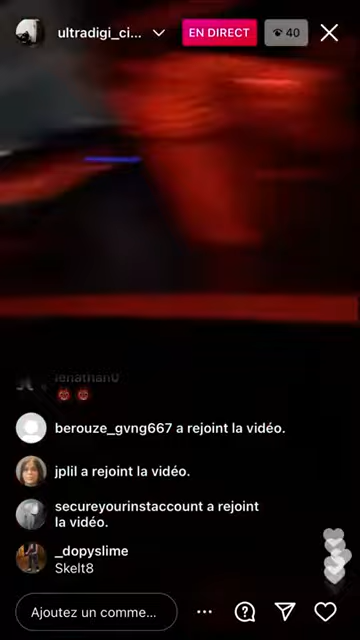 ultradigi_ci...
EN DIRECT
40
lenathan0
berouze_gvng667 a rejoint la vidéo.
jplil a rejoint la vidéo.
secureyourinstaccount a rejoint
la vidéo.
_dopyslime
Skelt8
Ajoutez un comme...